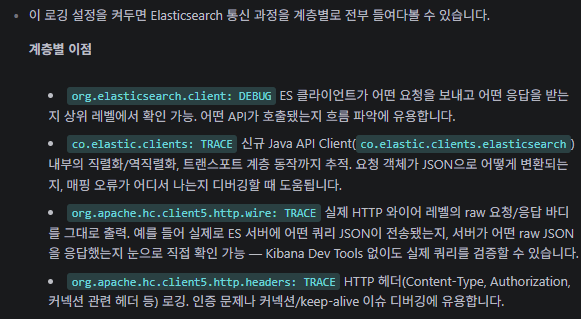 이 로깅 설정을 켜두면 Elasticsearch 통신 과정을 계층별로 전부 들여다볼 수 있습니다.
계층별 이점
org.elasticsearch.client: DEBUG ES 클라이언트가 어떤 요청을 보내고 어떤 응답을 받는
지 상위 레벨에서 확인 가능. 어떤 API가 호출됐는지 흐름 파악에 유용합니다.
co.elastic.clients: TRACE 신규 Java API Client(co.elastic.clients.elasticsearch)
내부의 직렬화/역직렬화, 트랜스포트 계층 동작까지 추적. 요청 객체가 JSON으로 어떻게 변환되는
지, 매핑 오류가 어디서 나는지 디버깅할 때 도움됩니다.
org.apache.hc.client5.http.wire: TRACE 실제 HTTP 와이어 레벨의 raw 요청/응답 바디
를 그대로 출력. 예를 들어 실제로 ES 서버에 어떤 쿼리 JSON이 전송됐는지, 서버가 어떤 raw JSON
을 응답했는지 눈으로 직접 확인 가능 — Kibana Dev Tools 없이도 실제 쿼리를 검증할 수 있습니다.
org.apache.hc.client5.http.headers: TRACE HTTP 헤더(Content-Type, Authorization,
커넥션 관련 헤더 등) 로깅. 인증 문제나 커넥션/keep-alive 이슈 디버깅에 유용합니다.